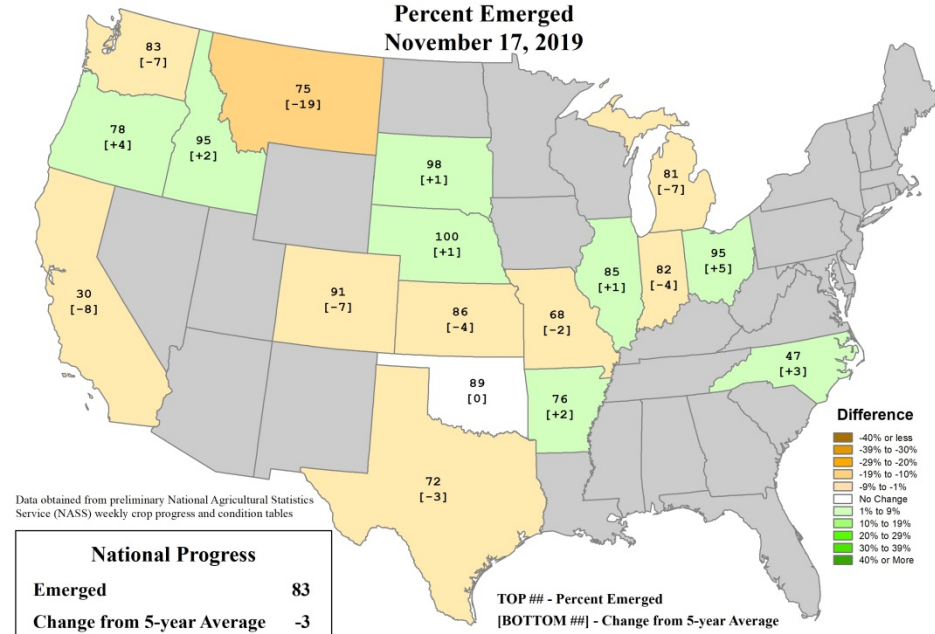 Percent Emerged
November 17, 2019
83
[-7]
75
[-19]
78
[+4]
95
[+2]
98
[+1]
81
[-7]
100
[+1]
85
[+1]
82
[-4]
95
[+5]
30
[-8]
91
[-7]
86
[-4]
68
[-2]
47
[+3]
89
[0]
76
[+2]
72
[-3]
Difference
-40% or less
-39% to -30%
-29% to -20%
-19% to -10%
-9% to -1%
No Change
1% to 9%
10% to 19%
20% to 29%
30% to 39%
40% or More
Data obtained from preliminary National Agricultural Statistics
Service (NASS) weekly crop progress and condition tables
National Progress
Emerged 83
Change from 5-year Average -3
TOP ## - Percent Emerged
[BOTTOM ##] - Change from 5-year Average